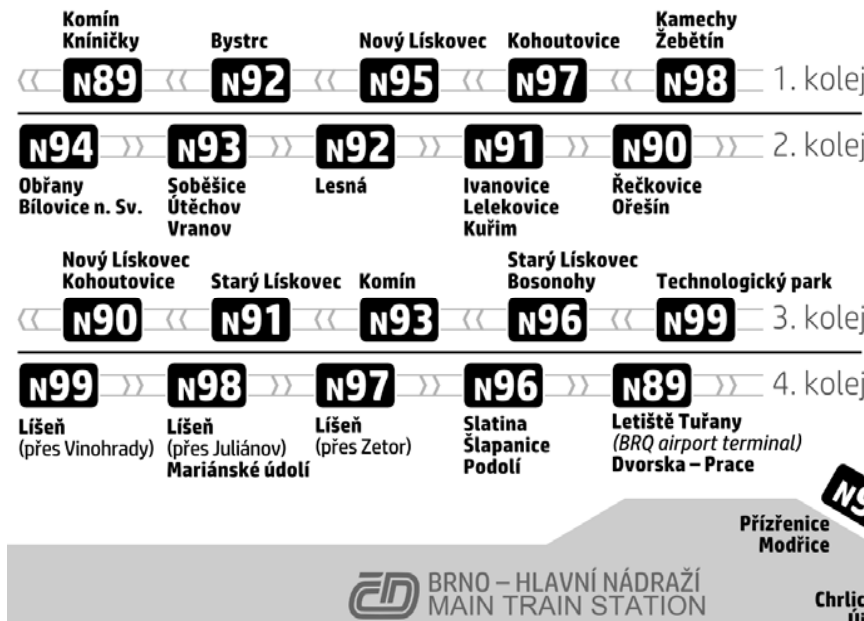 Komín
Kníničky
Bystrc
Nový Lískovec
Kohoutovice
Kamechy
Žebětín
N89
N92
N95
N97
N98
1. kolej
N94
N93
N92
N91
N90
2. kolej
Obřany
Bílovice n. Sv.
Soběšice
Útěchov
Vranov
Lesná
Ivanovice
Lelekovice
Kuřim
Řečkovice
Ořešín
Nový Lískovec
Kohoutovice
Starý Lískovec
Komín
Starý Lískovec
Bosonohy
Technologický park
N90
N91
N93
N96
N99
3. kolej
N99
N98
N97
N96
N89
4. kolej
Líšeň
(přes Vinohrady)
Líšeň
(přes Juliánov)
Mariánské údolí
Líšeň
(přes Zetor)
Slatina
Šlapanice
Podolí
Letiště Tuřany
(BRQ airport terminal)
Dvorska – Prace
Přízřenice
Modřice
ČD
BRNO – HLAVNÍ NÁDRAŽÍ
MAIN TRAIN STATION